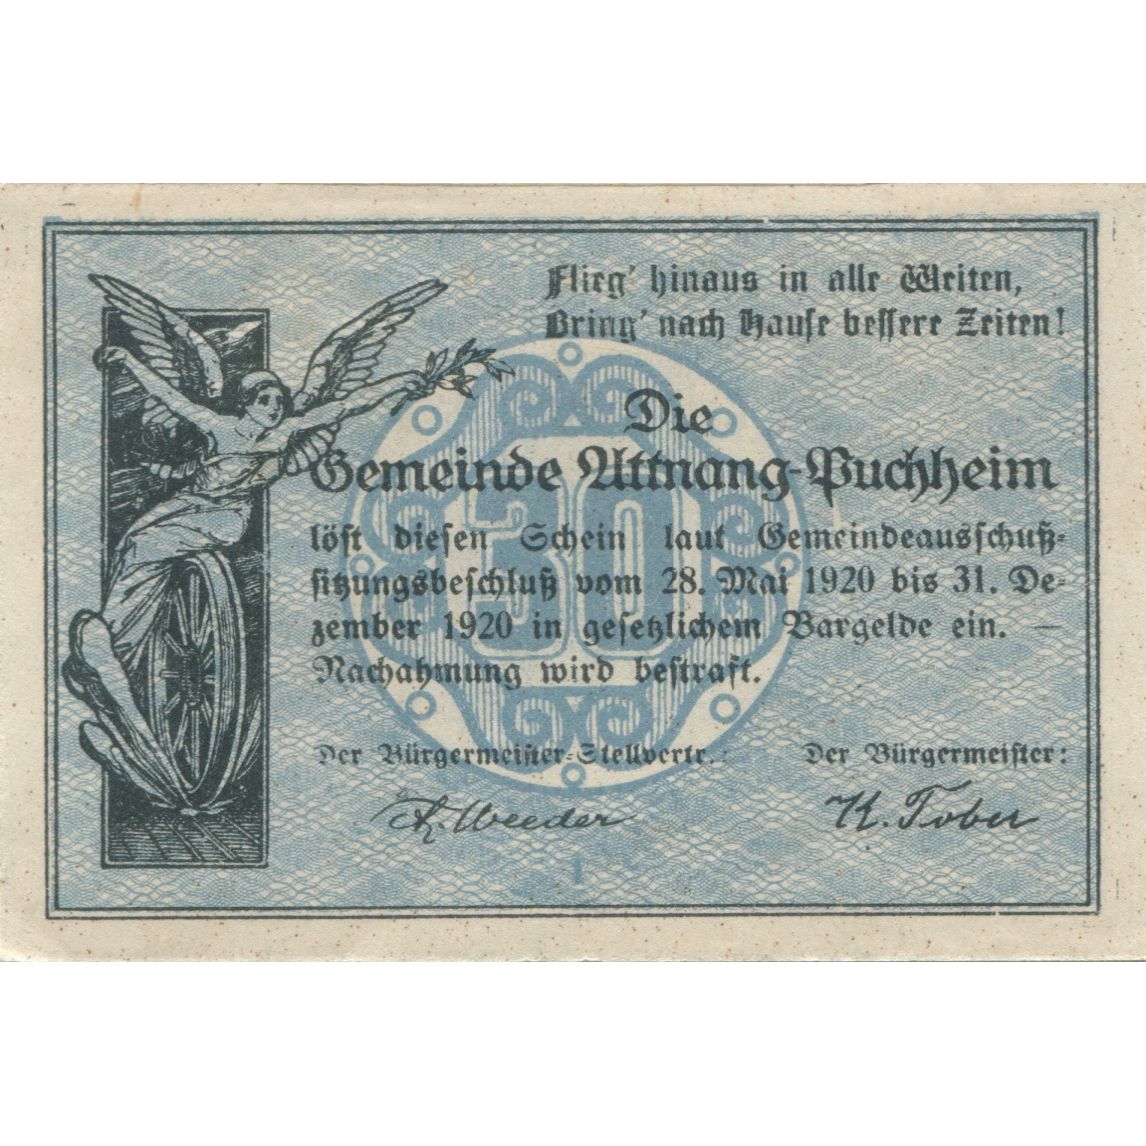 Flieg' hinaus in alle Weiten,
Bring' nach Hause bessere Zeiten!
Die
Gemeinde Attnang-Puchheim
löst diesen Schein laut Gemeindeausschuß-
sitzungsbeschluß vom 28. Mai 1920 bis 31. De-
zember 1920 in gesetzlichem Bargelde ein. —
Nachahmung wird bestraft.
30
Der Bürgermeister-Stellvertr.: Der Bürgermeister:
K. Tober
I